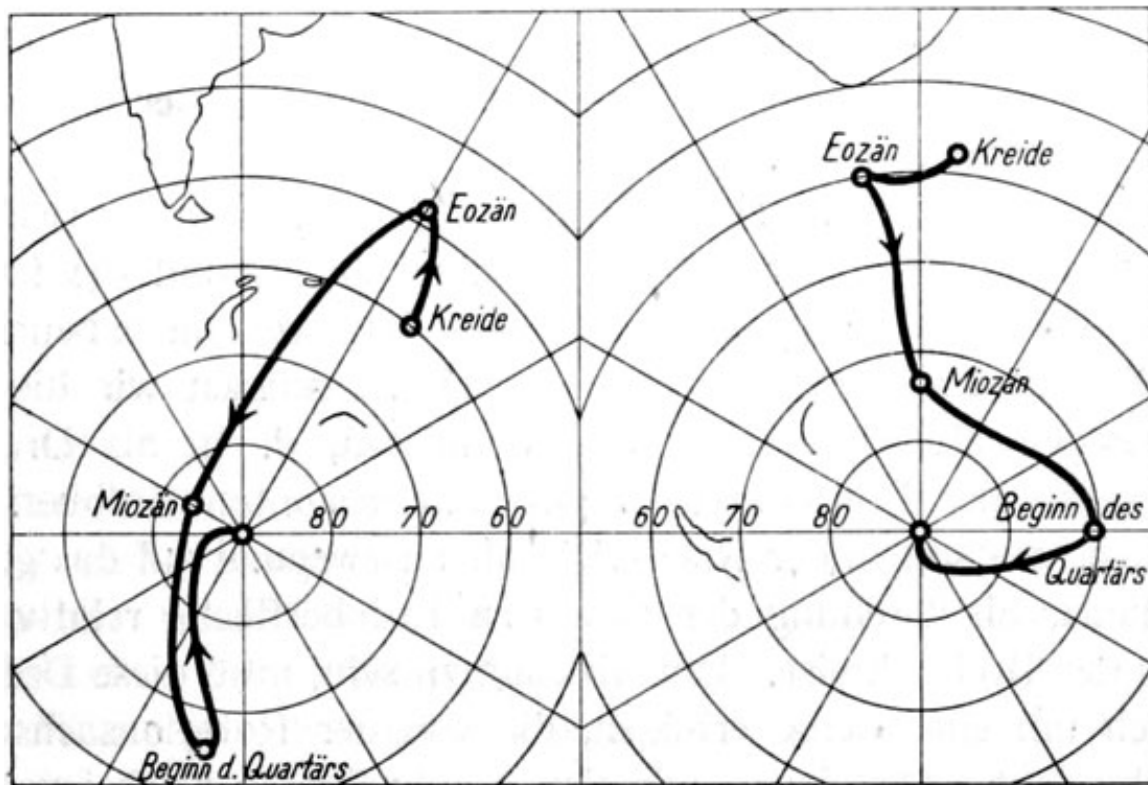 Eozän
Kreide
Miozän
80 70 60
Beginn d. Quartärs
Eozän
Kreide
Miozän
60 70 80
Beginn des
Quartärs